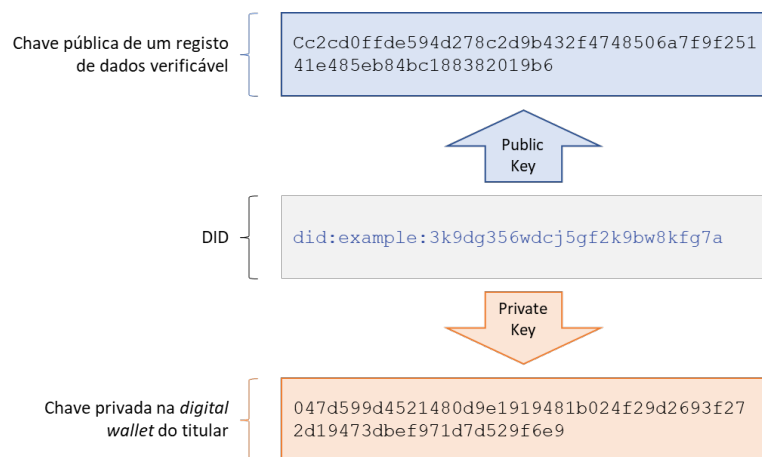 Chave pública de um registo
de dados verificável
Cc2cd0ffde594d278c2d9b432f4748506a7f9f251
41e485eb84bc188382019b6
Public
Key
DID
did:example:3k9dg356wdcj5gf2k9bw8kfg7a
Private
Key
Chave privada na digital
wallet do titular
047d599d4521480d9e1919481b024f29d2693f27
2d19473dbef971d7d529f6e9